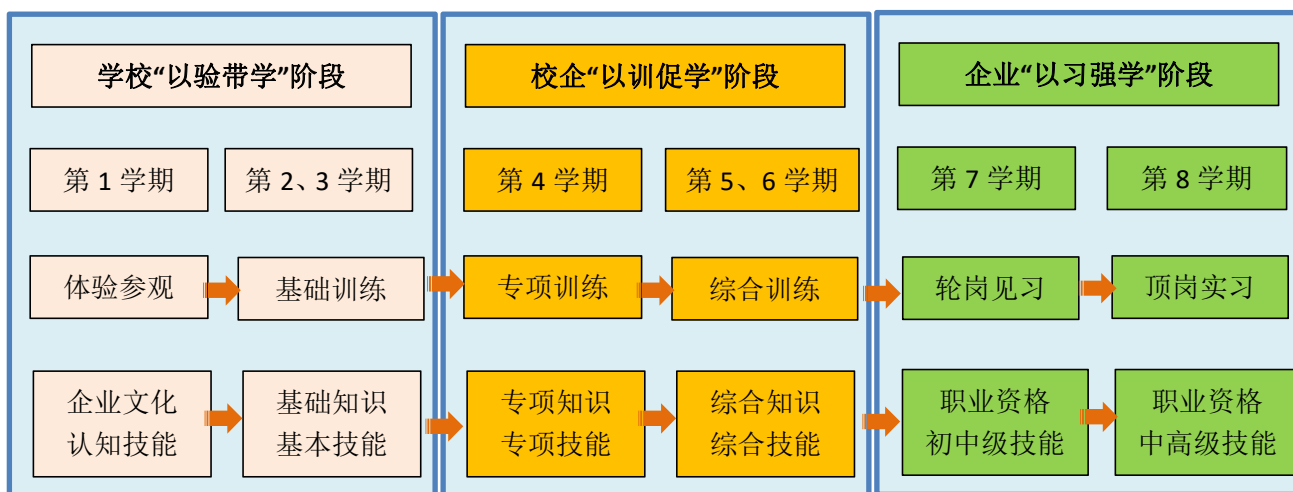 学校“以验带学”阶段
校企“以训促学”阶段
企业“以习强学”阶段
第 1 学期
第 2、3 学期
第 4 学期
第 5、6 学期
第 7 学期
第 8 学期
体验参观
基础训练
专项训练
综合训练
轮岗见习
顶岗实习
企业文化
认知技能
基础知识
基本技能
专项知识
专项技能
综合知识
综合技能
职业资格
初中级技能
职业资格
中高级技能